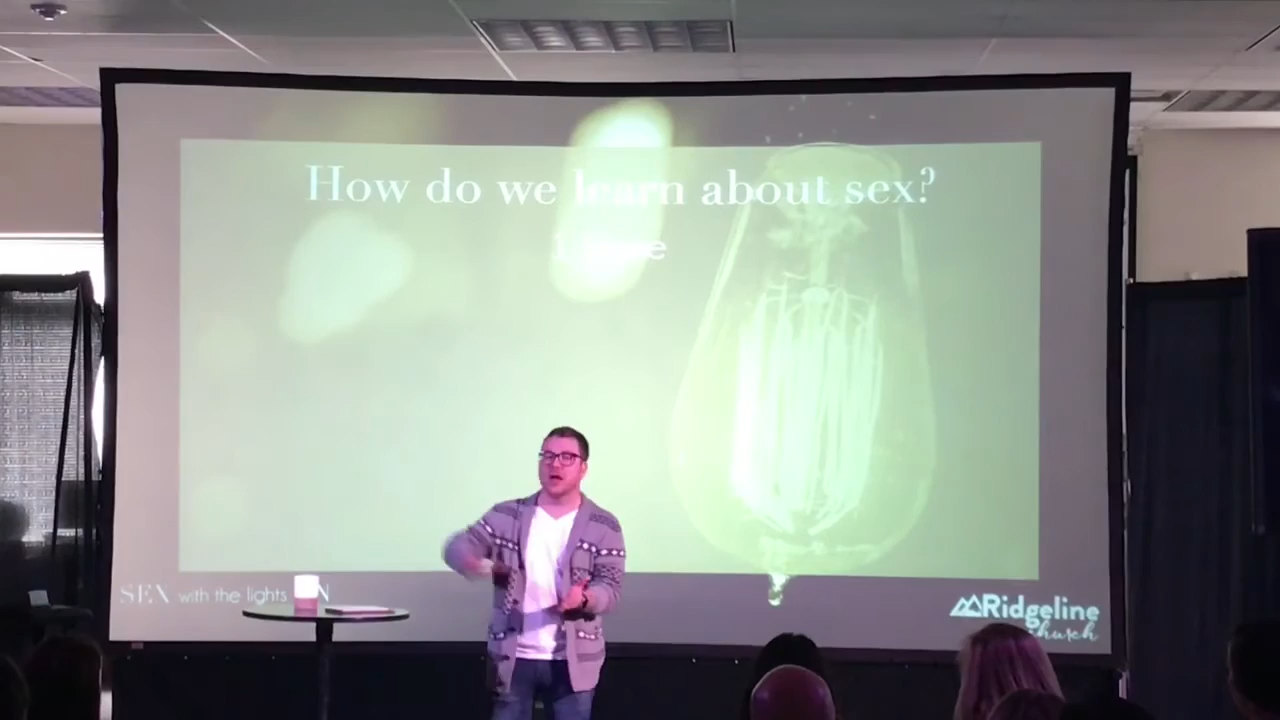 How do we learn about sex?
SEX with the lights
Ridgeline
church